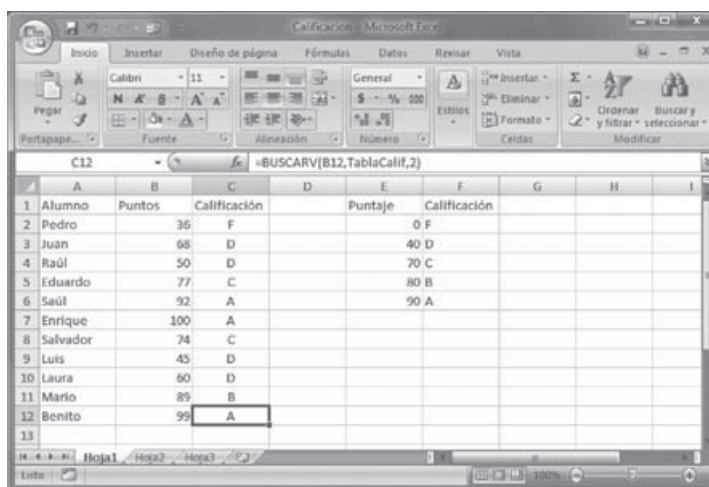 Calificación - Microsoft Excel
Inicio Insertar Diseño de página Fórmulas Datos Revisar Vista
Pegar
Portapape...
Calibri 11
N K S A A
A
Fuente
Alineación
General
$ % 000
Número
Estilos
Insertar
Eliminar
Formato
Celdas
Σ
Ordenar y filtrar
Buscar y seleccionar
Modificar
C12 fx =BUSCARV(B12,TablaCalif,2)
A B C D E F G H I
1 Alumno Puntos Calificación Puntaje Calificación
2 Pedro 36 F 0 F
3 Juan 68 D 40 D
4 Raúl 50 D 70 C
5 Eduardo 77 C 80 B
6 Saúl 92 A 90 A
7 Enrique 100 A
8 Salvador 74 C
9 Luis 45 D
10 Laura 60 D
11 Mario 89 B
12 Benito 99 A
13
Hoja1 Hoja2 Hoja3
Listo 100%